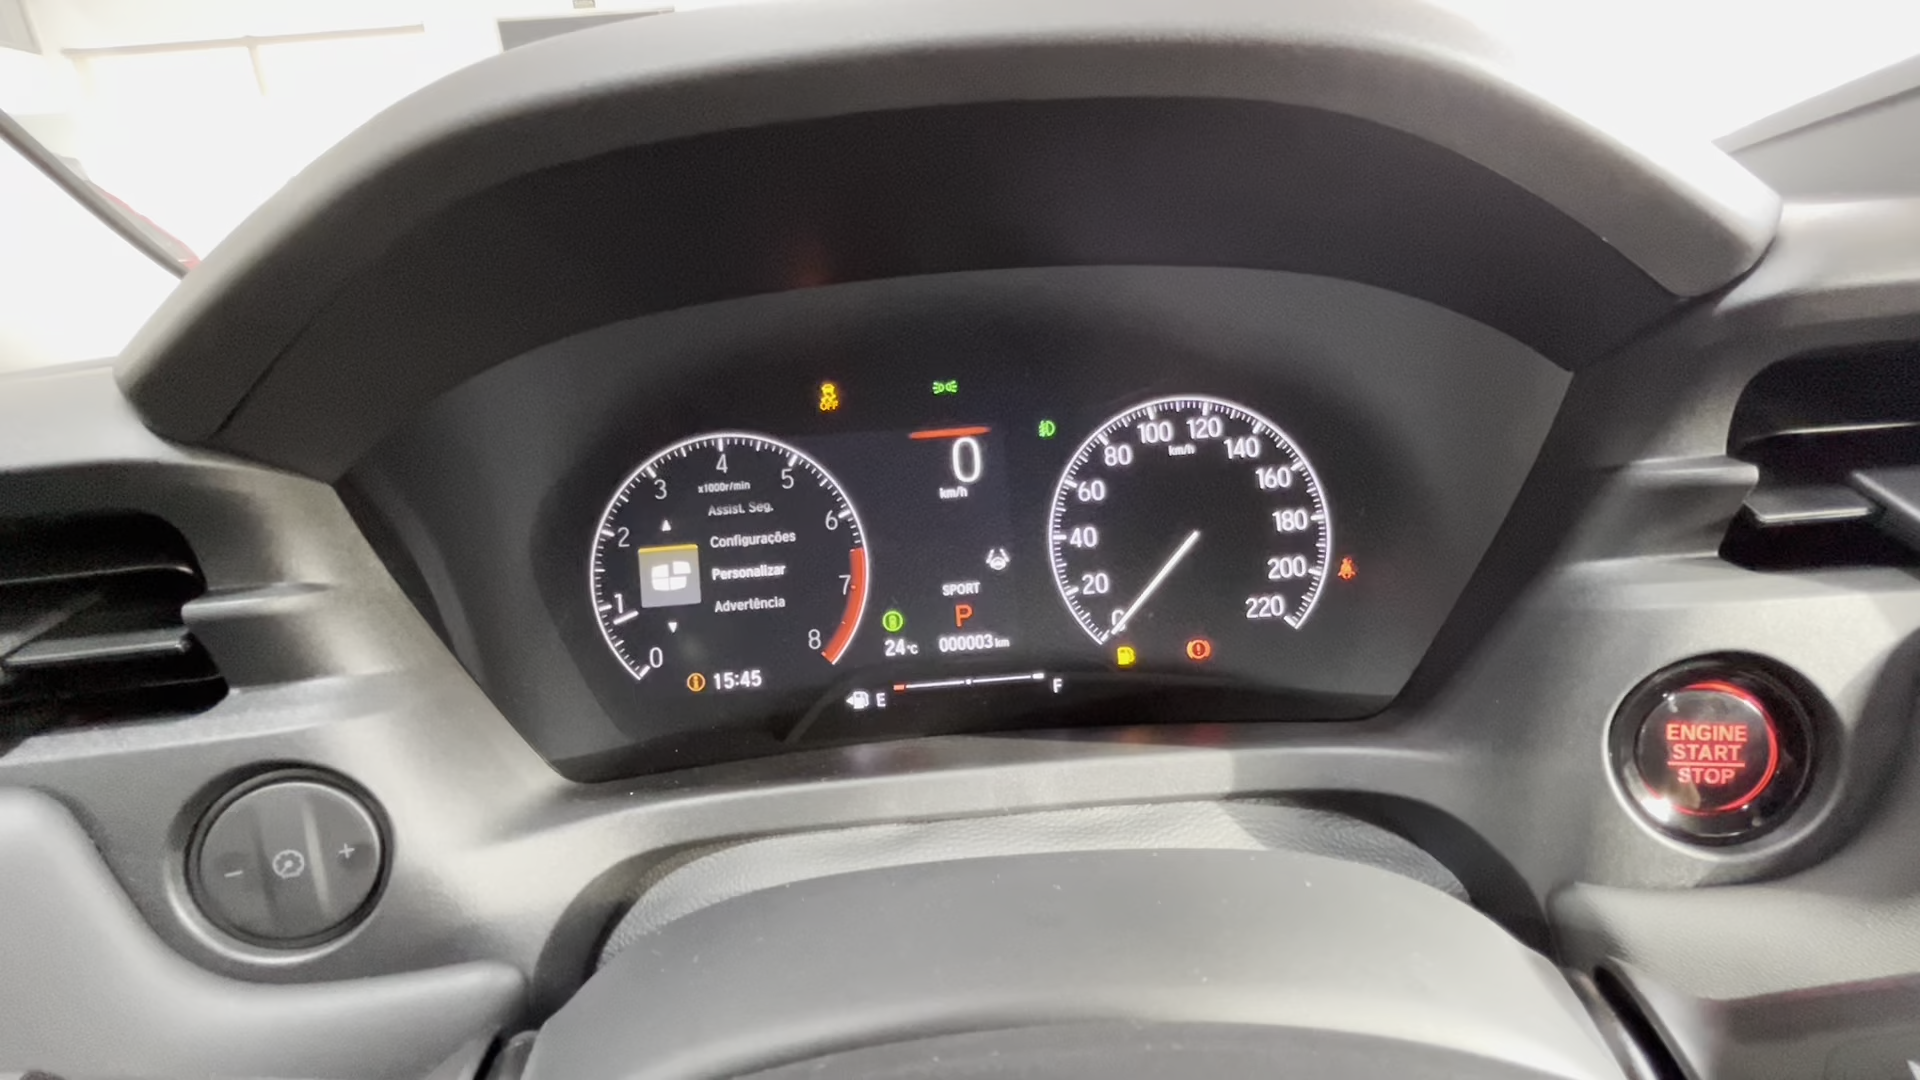 OFF
0
km/h
x1000r/min
0
1
2
3
4
5
6
7
8
Assist. Seg.
Configurações
Personalizar
Advertência
15:45
SPORT
P
24°C
000003 km
E
F
km/h
20
40
60
80
100
120
140
160
180
200
220
ENGINE
START
STOP
- +